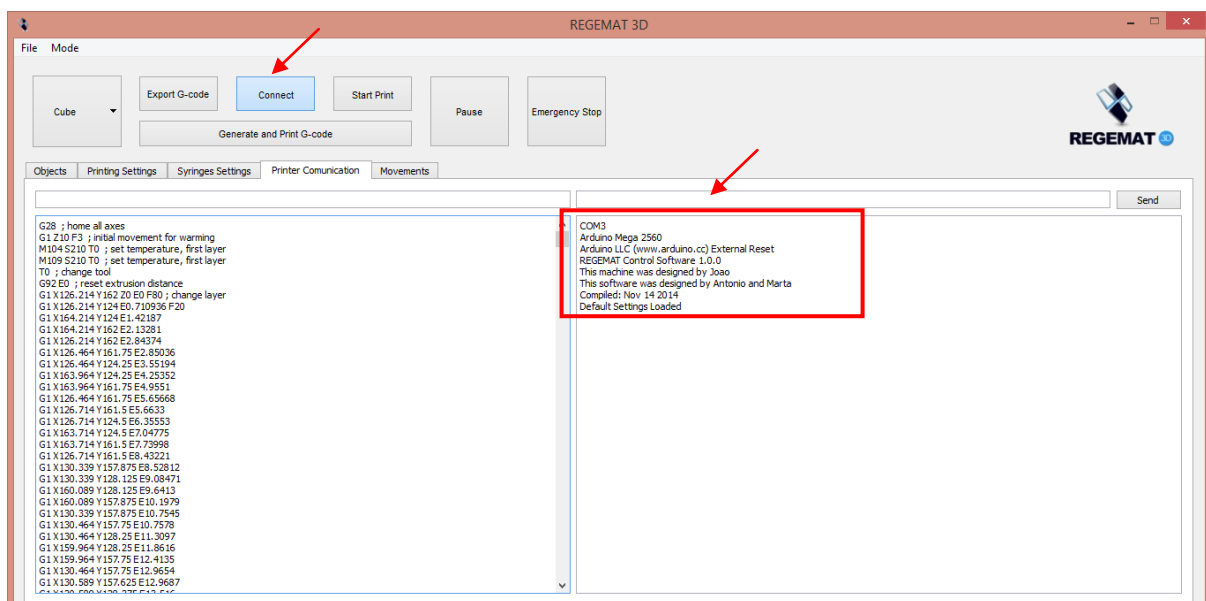 REGEMAT 3D
File Mode
Cube
Export G-code
Connect
Start Print
Generate and Print G-code
Pause
Emergency Stop
REGEMAT 3D
Objects Printing Settings Syringes Settings Printer Comunication Movements
Send
G28 ; home all axes
G1 Z10 F3 ; initial movement for warming
M104 S210 T0 ; set temperature, first layer
M109 S210 T0 ; set temperature, first layer
T0 ; change tool
G92 E0 ; reset extrusion distance
G1 X126.214 Y162 Z0 E0 F80 ; change layer
G1 X126.214 Y124 E0.710936 F20
G1 X164.214 Y124 E1.42187
G1 X164.214 Y162 E2.13281
G1 X126.214 Y162 E2.84374
G1 X126.464 Y161.75 E2.85036
G1 X126.464 Y124.25 E3.55194
G1 X163.964 Y124.25 E4.25352
G1 X163.964 Y161.75 E4.9551
G1 X126.464 Y161.75 E5.65668
G1 X126.714 Y161.5 E5.6633
G1 X126.714 Y124.5 E6.35553
G1 X163.714 Y124.5 E7.04775
G1 X163.714 Y161.5 E7.73998
G1 X126.714 Y161.5 E8.43221
G1 X130.339 Y157.875 E8.52812
G1 X130.339 Y128.125 E9.08471
G1 X160.089 Y128.125 E9.6413
G1 X160.089 Y157.875 E10.1979
G1 X130.339 Y157.875 E10.7545
G1 X130.464 Y157.75 E10.7578
G1 X130.464 Y128.25 E11.3097
G1 X159.964 Y128.25 E11.8616
G1 X159.964 Y157.75 E12.4135
G1 X130.464 Y157.75 E12.9654
G1 X130.589 Y157.625 E12.9687
COM3
Arduino Mega 2560
Arduino LLC (www.arduino.cc) External Reset
REGEMAT Control Software 1.0.0
This machine was designed by Joao
This software was designed by Antonio and Marta
Compiled: Nov 14 2014
Default Settings Loaded